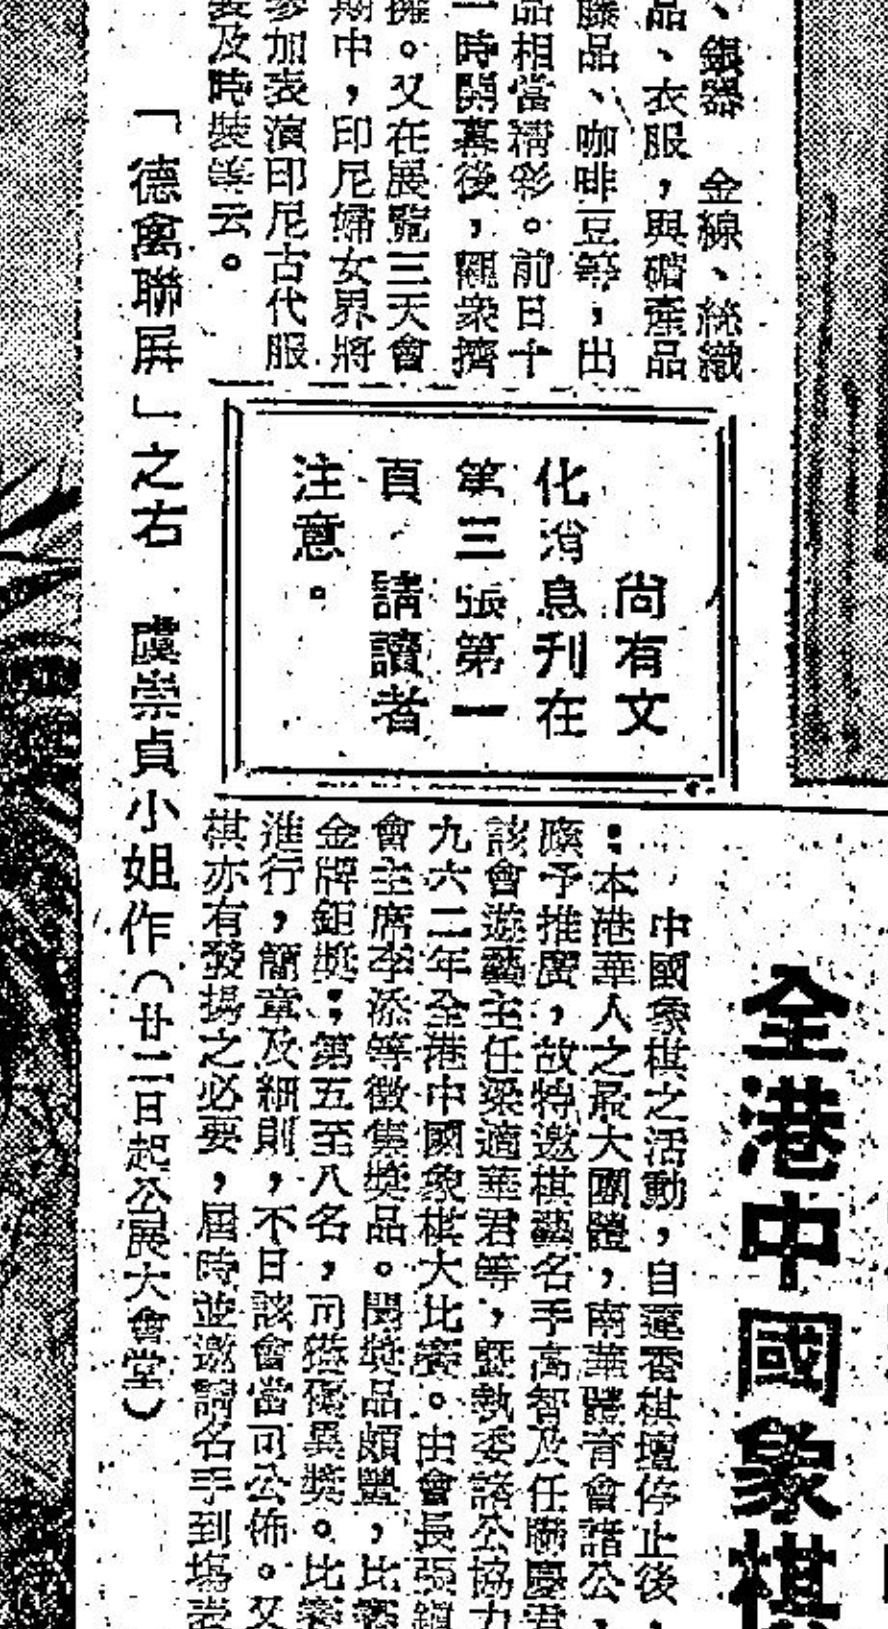 、銀器　金線、絲織
品、衣服，與礦產品
籐品、咖啡豆等，出
品相當精彩。前日十
一時開幕後，觀衆擠
擁。又在展覽三天會
期中，印尼婦女界將
參加表演印尼古代服
裝及時裝等云。
尚有文
化消息刋在
第三張第一
頁　請讀者
注意。
「德禽聯屏」之右　虞崇貞小姐作（廿二日起公展大會堂）
全港中國象棋
中國象棋之活動，自蓮香棋壇停止後，
：本港華人之最大團體，南華體育會諸公，
應予推廣，故特邀棋藝名手高智及任聯慶君
該會遊藝主任梁適華君等，曁執委諸公協力
九六二年全港中國象棋大比賽。由會長張鎭
會主席李添等徵集獎品。聞獎品頗豐，比賽
金牌鉅獎；第五至八名，可獲優異獎。比賽
進行，簡章及細則，不日該會當可公佈。又
棋亦有發揚之必要，屆時並邀請名手到塲表